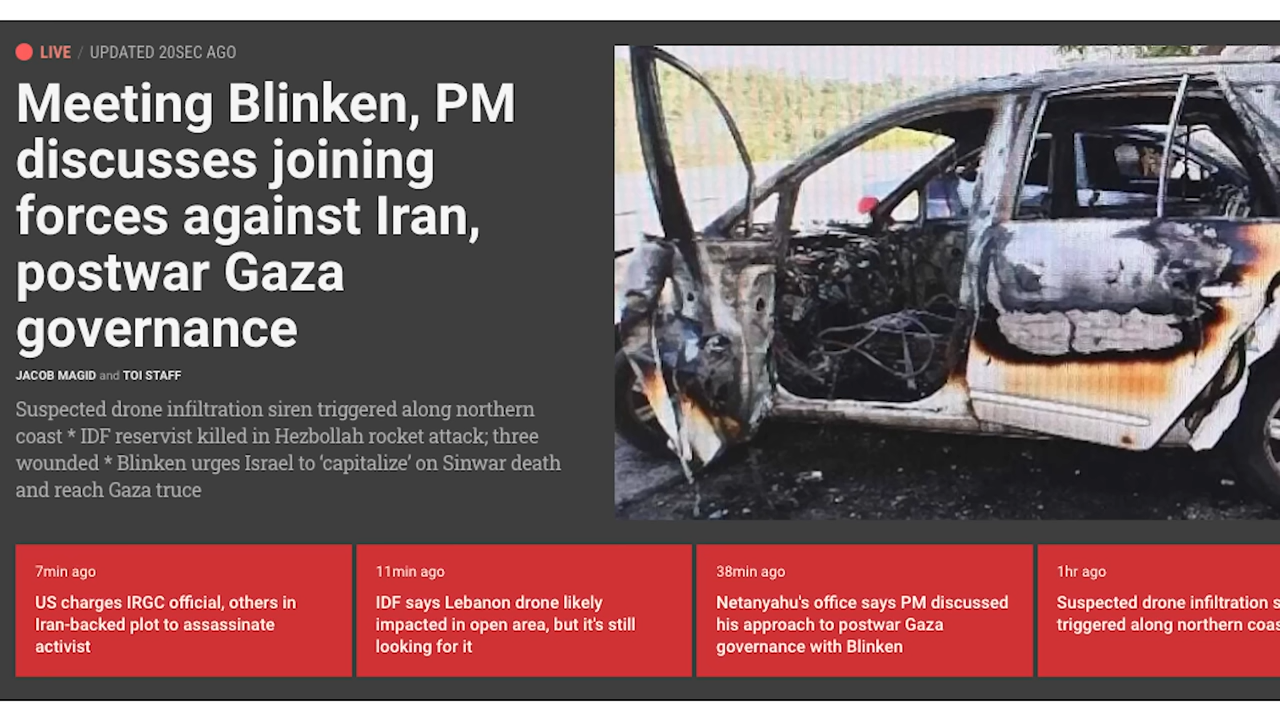 LIVE / UPDATED 20SEC AGO
Meeting Blinken, PM
discusses joining
forces against Iran,
postwar Gaza
governance
JACOB MAGID and TOI STAFF
Suspected drone infiltration siren triggered along northern
coast * IDF reservist killed in Hezbollah rocket attack; three
wounded * Blinken urges Israel to ‘capitalize’ on Sinwar death
and reach Gaza truce
7min ago
US charges IRGC official, others in
Iran-backed plot to assassinate
activist
11min ago
IDF says Lebanon drone likely
impacted in open area, but it's still
looking for it
38min ago
Netanyahu's office says PM discussed
his approach to postwar Gaza
governance with Blinken
1hr ago
Suspected drone infiltration
triggered along northern